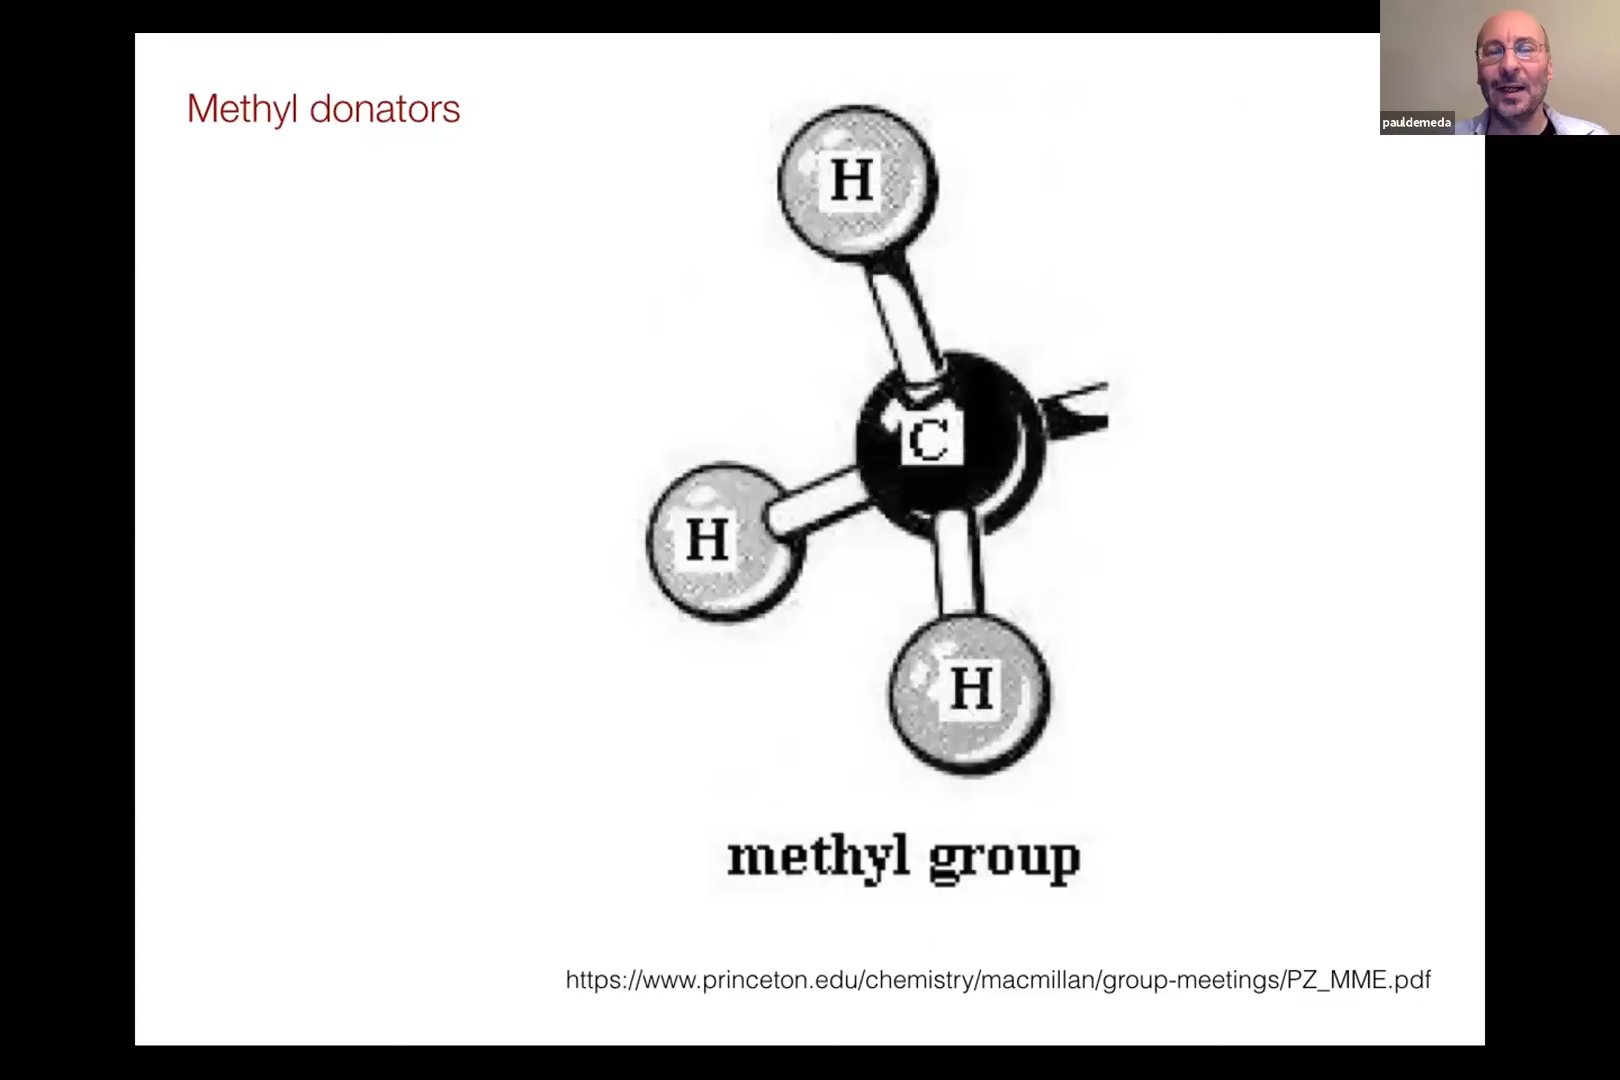 Methyl donators
pauldemeda
H
C
H
H
methyl group
https://www.princeton.edu/chemistry/macmillan/group-meetings/PZ_MME.pdf